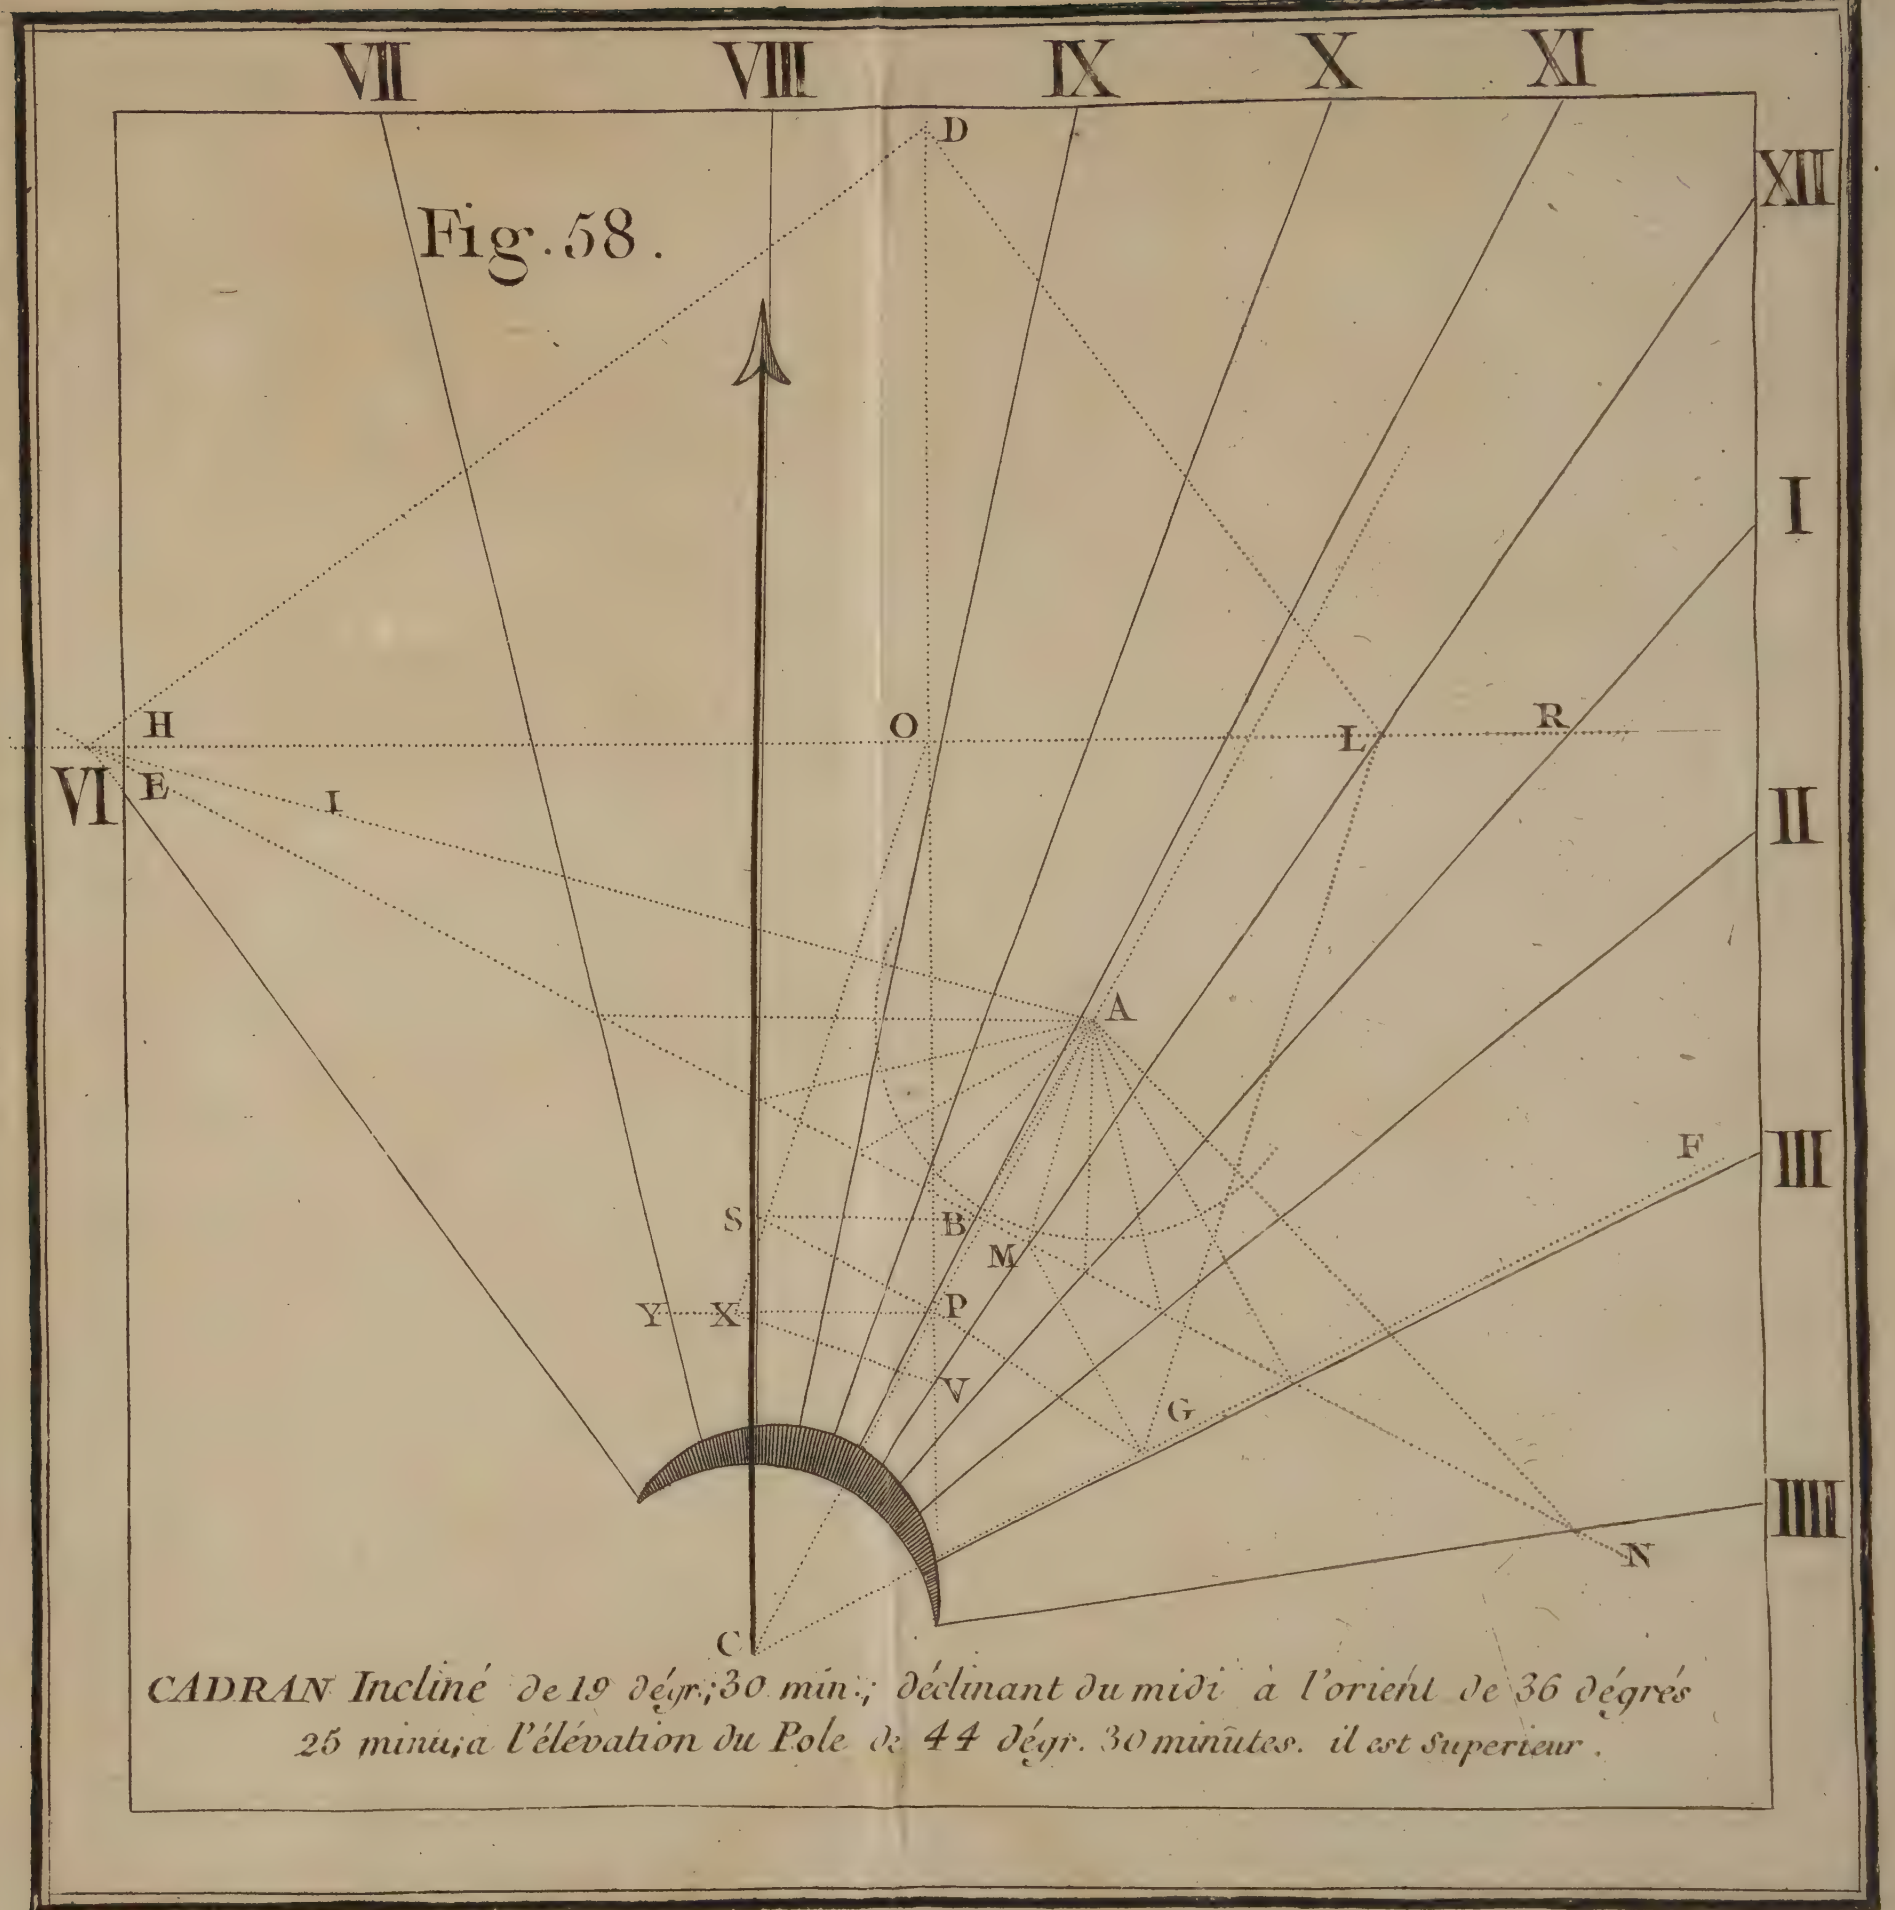 VII VIII IX X XI
D
XII
Fig. 58.
I
H O L R
VI E I II
A
F
III
S B
M
Y X P
V
G
IIII
N
C
CADRAN Incliné de 19 dégr.; 30 min.; déclinant du midi à l'orient de 36 dégrés
25 minu; a l'élévation du Pole de 44 dégr. 30 minutes. il est Superieur.